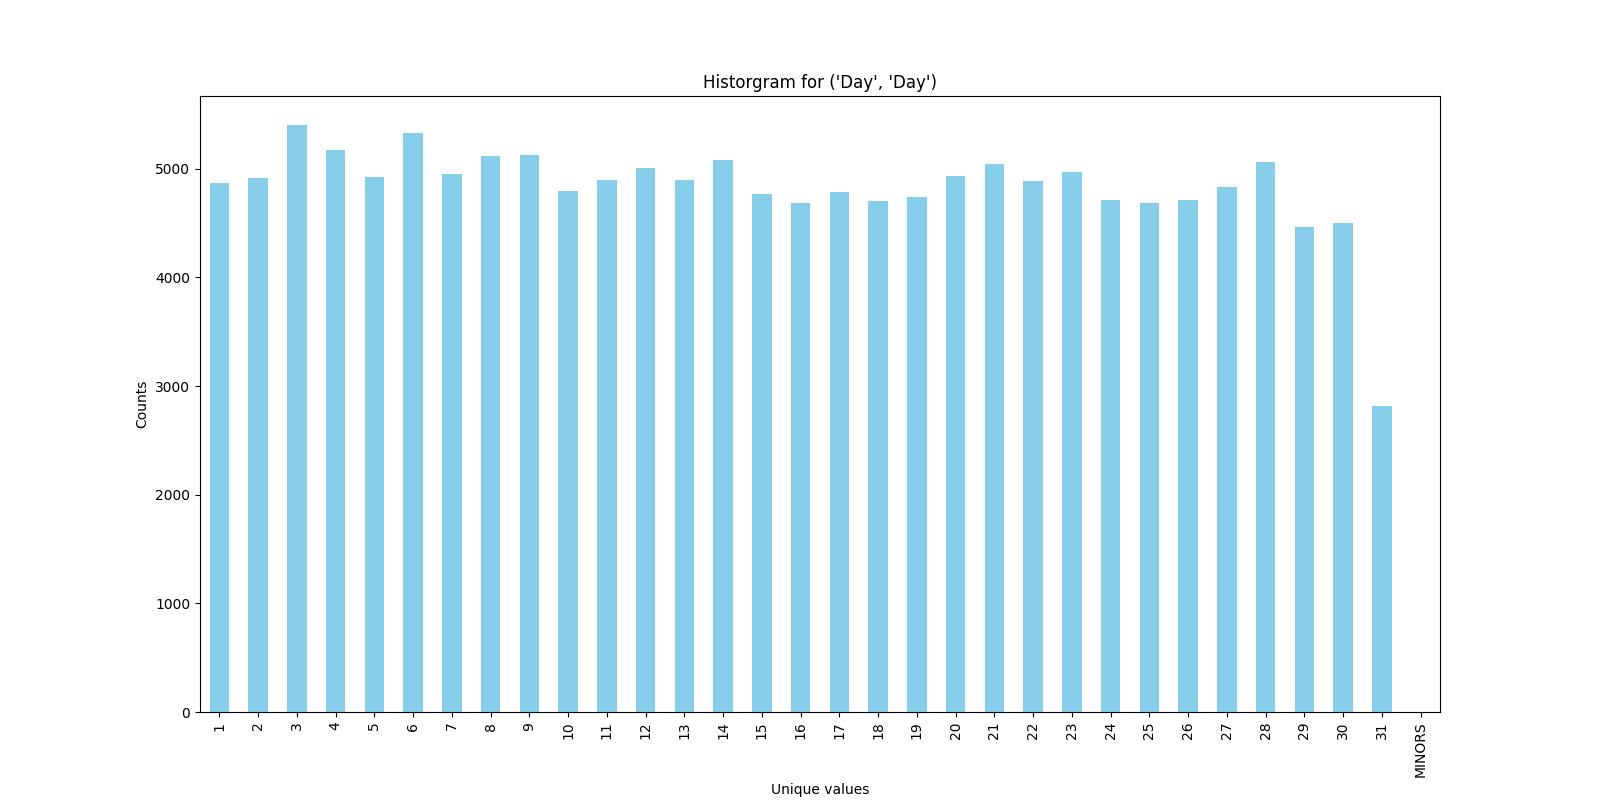 Historgram for ('Day', 'Day')
Counts
5000
4000
3000
2000
1000
0
1 2 3 4 5 6 7 8 9 10 11 12 13 14 15 16 17 18 19 20 21 22 23 24 25 26 27 28 29 30 31 MINORS
Unique values